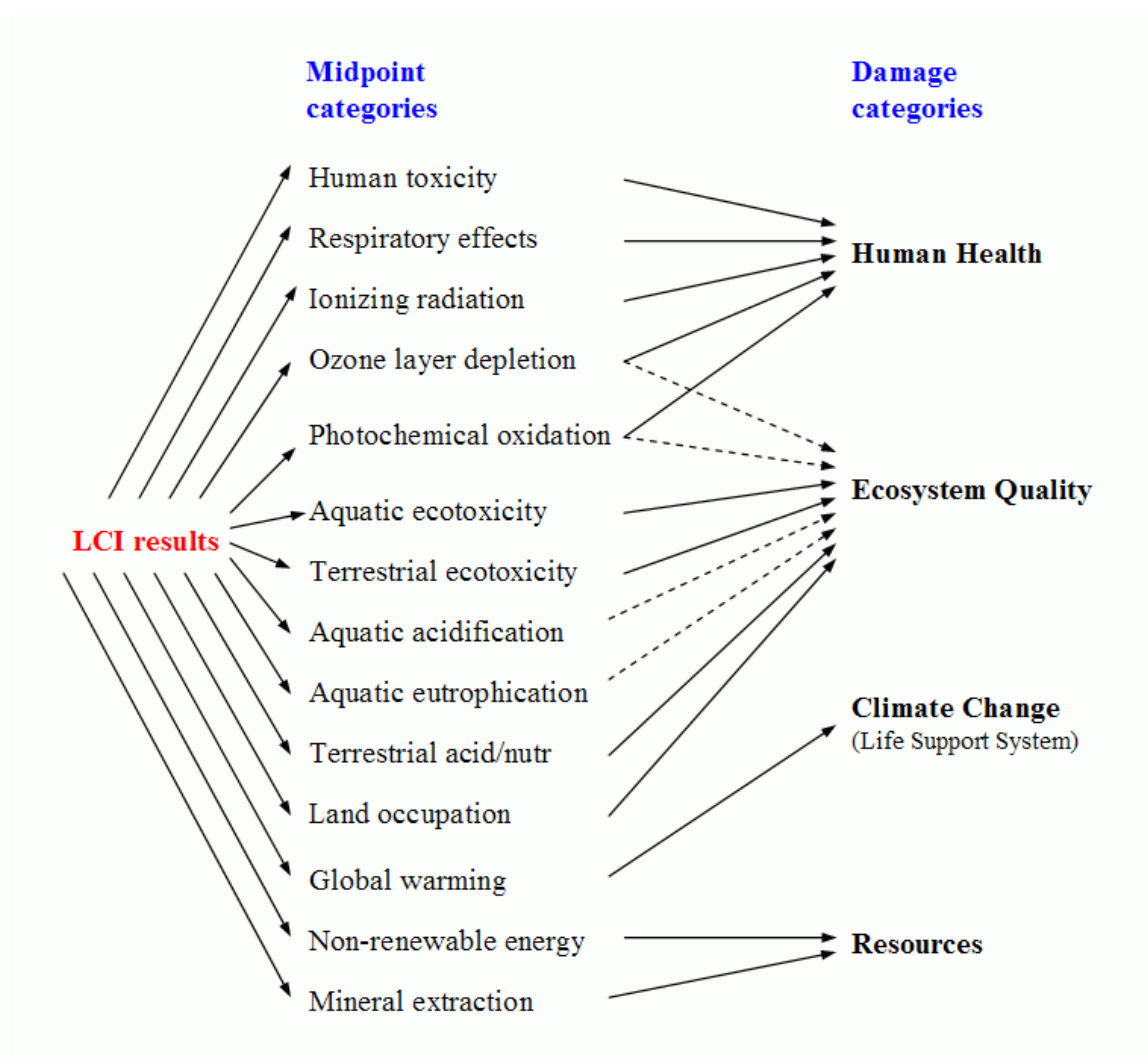 Midpoint
categories
Damage
categories
Human toxicity
Respiratory effects
Human Health
Ionizing radiation
Ozone layer depletion
Photochemical oxidation
Ecosystem Quality
Aquatic ecotoxicity
LCI results
Terrestrial ecotoxicity
Aquatic acidification
Aquatic eutrophication
Climate Change
(Life Support System)
Terrestrial acid/nutr
Land occupation
Global warming
Non-renewable energy
Resources
Mineral extraction